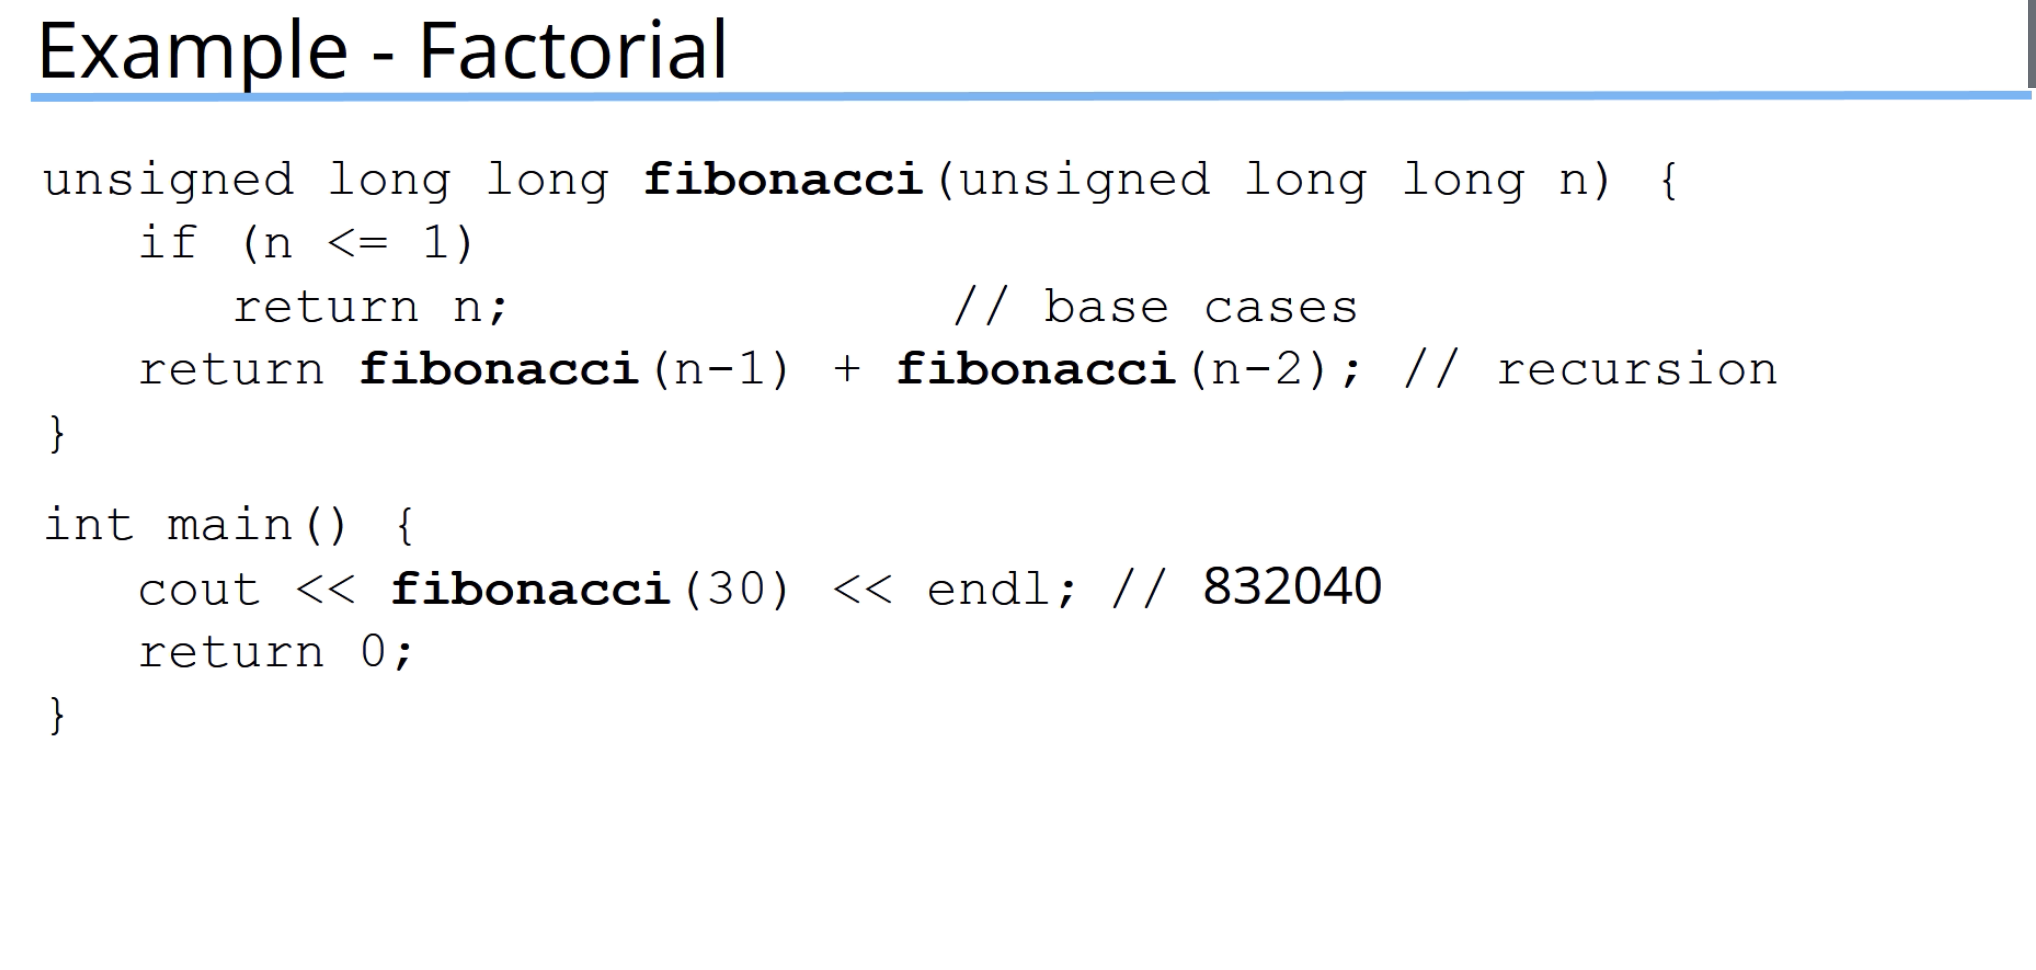 Example - Factorial
unsigned long long fibonacci(unsigned long long n) {
if (n <= 1)
return n; // base cases
return fibonacci(n-1) + fibonacci(n-2); // recursion
}
int main() {
cout << fibonacci(30) << endl; // 832040
return 0;
}